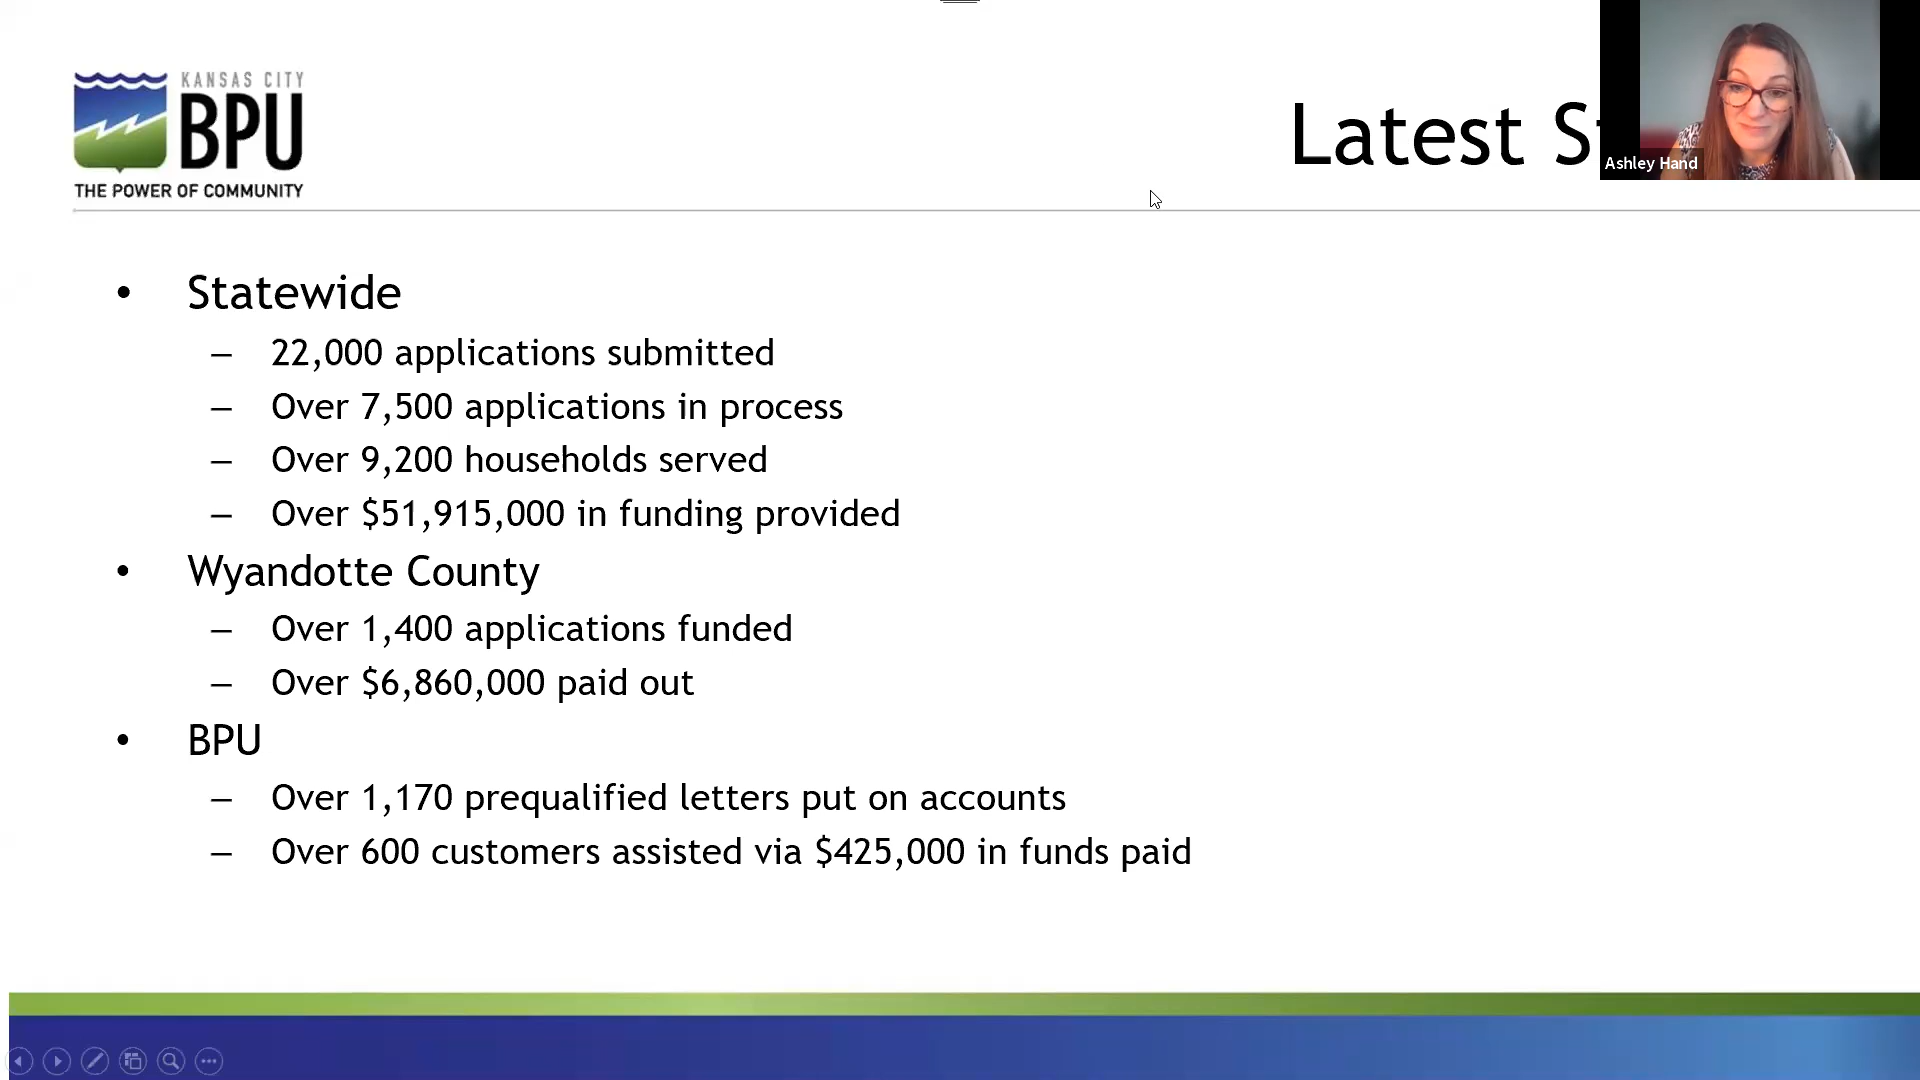 KANSAS CITY
BPU
THE POWER OF COMMUNITY
Latest
Ashley Hand
• Statewide
– 22,000 applications submitted
– Over 7,500 applications in process
– Over 9,200 households served
– Over $51,915,000 in funding provided
• Wyandotte County
– Over 1,400 applications funded
– Over $6,860,000 paid out
• BPU
– Over 1,170 prequalified letters put on accounts
– Over 600 customers assisted via $425,000 in funds paid